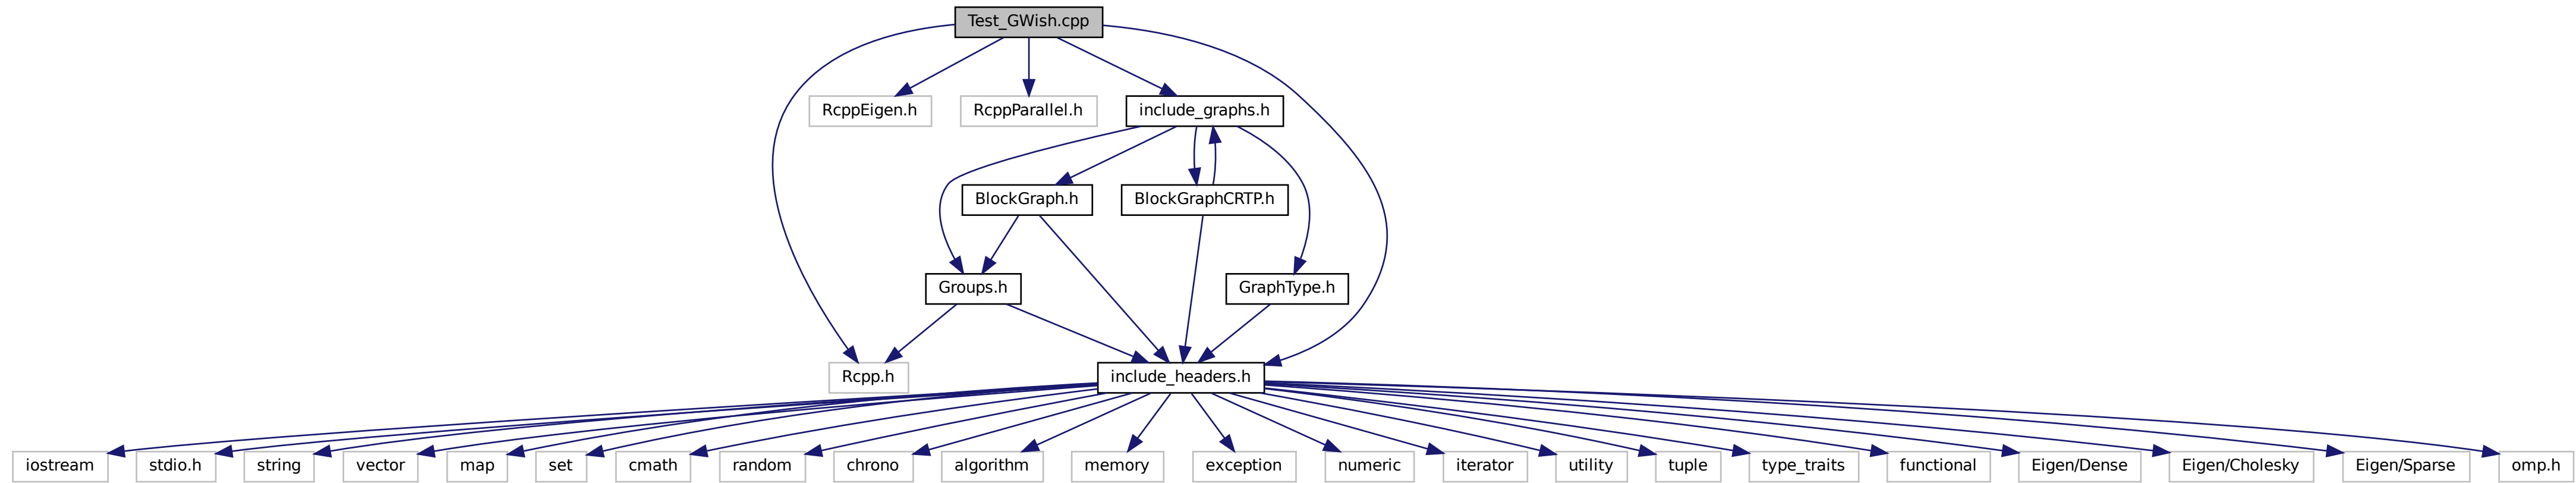 Test_GWish.cpp
RcppEigen.h
RcppParallel.h
include_graphs.h
BlockGraph.h
BlockGraphCRTP.h
Groups.h
GraphType.h
Rcpp.h
include_headers.h
iostream
stdio.h
string
vector
map
set
cmath
random
chrono
algorithm
memory
exception
numeric
iterator
utility
tuple
type_traits
functional
Eigen/Dense
Eigen/Cholesky
Eigen/Sparse
omp.h